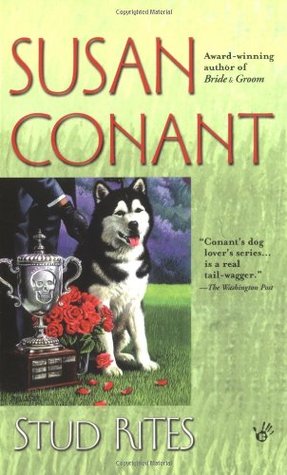 SUSAN
CONANT
Award-winning
author of
Bride & Groom
"Conant's dog
lover's series...
is a real
tail-wagger."
—The Washington Post
STUD RITES